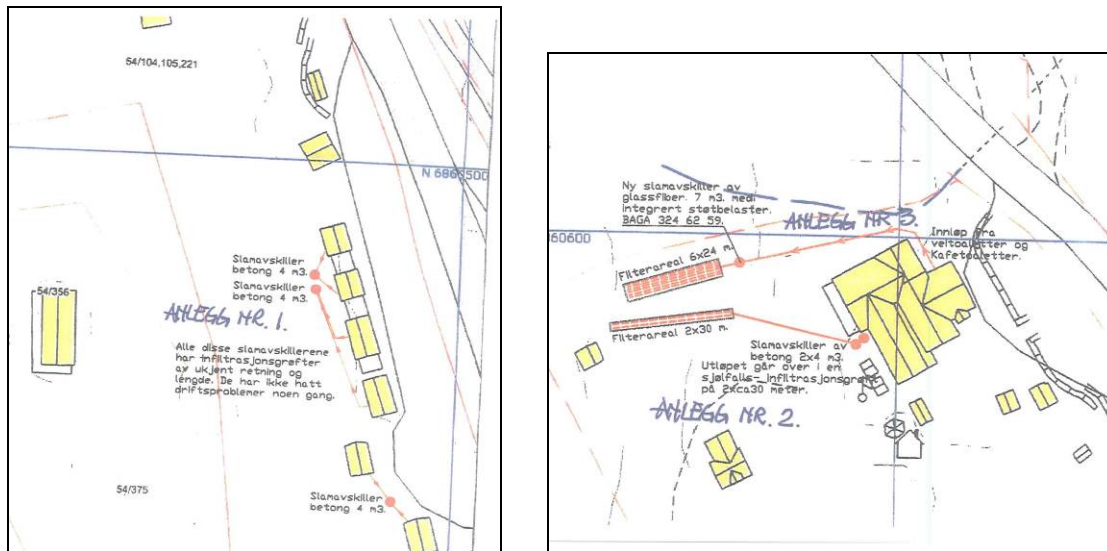 54/104,105,221
N 6860500
Slamavskiller
betong 4 m3.
Slamavskiller
betong 4 m3.
54/356
ANLEGG NR. 1.
Alle disse slamavskillerene
har infiltrasjonsgrøfter
av ukjent retning og
lengde. De har ikke hatt
driftsproblemer noen gang.
54/375
Slamavskiller
betong 4 m3.
Ny slamavskiller av
glassfiber. 7 m3. med
integrert støtbelaster.
BAGA 324 62 59.
ANLEGG NR 3.
60600
Innløp fra
veitoaletter og
Kafetoaletter.
Filterareal 6x24 m.
Filterareal 2x30 m.
Slamavskiller av
betong 2x4 m3.
Utløpet går over i en
sjølfalls-infiltrasjonsgrøft
på 2xca30 meter.
ANLEGG NR. 2.